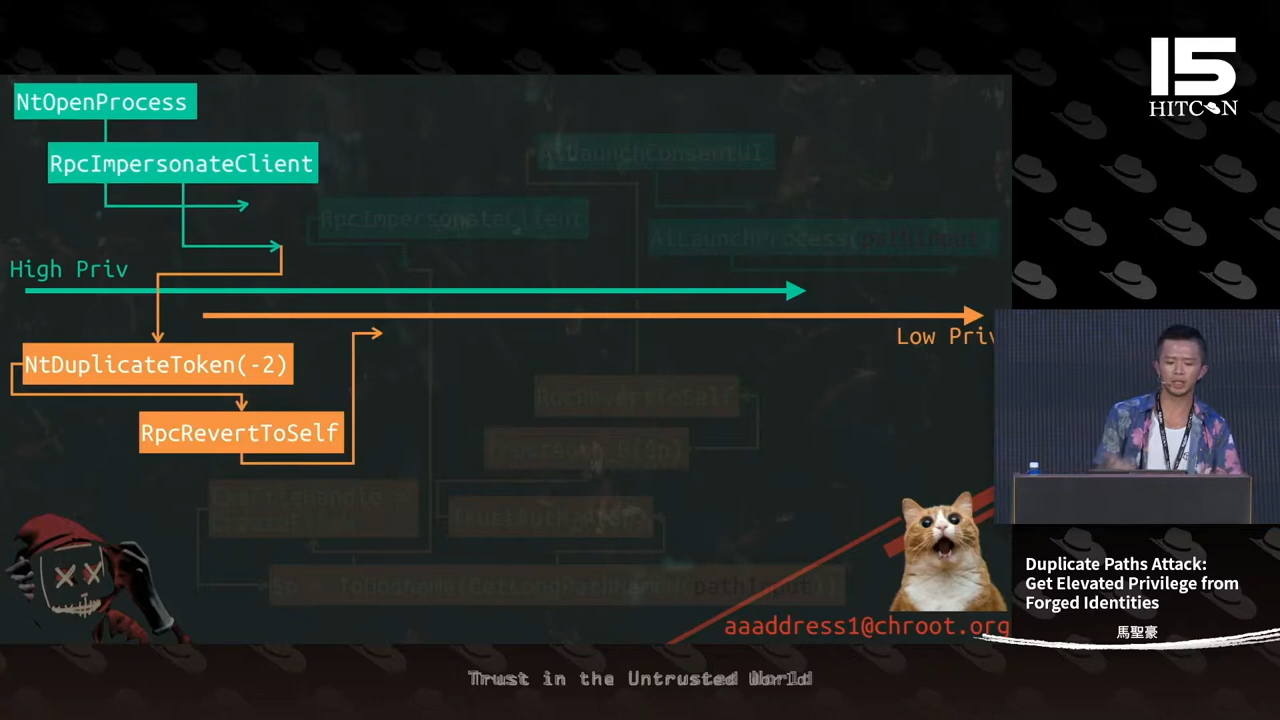 15
HITCON
NtOpenProcess
RpcImpersonateClient
AiLaunchConsentUI
RpcImpersonateClient
AiLaunchProcess(pathInput)
High Priv
Low Priv
NtDuplicateToken(-2)
RpcRevertToSelf
RpcRevertToSelf
aaaddress1@chroot.org
Duplicate Paths Attack:
Get Elevated Privilege from
Forged Identities
馬聖豪
Trust in the Untrusted World